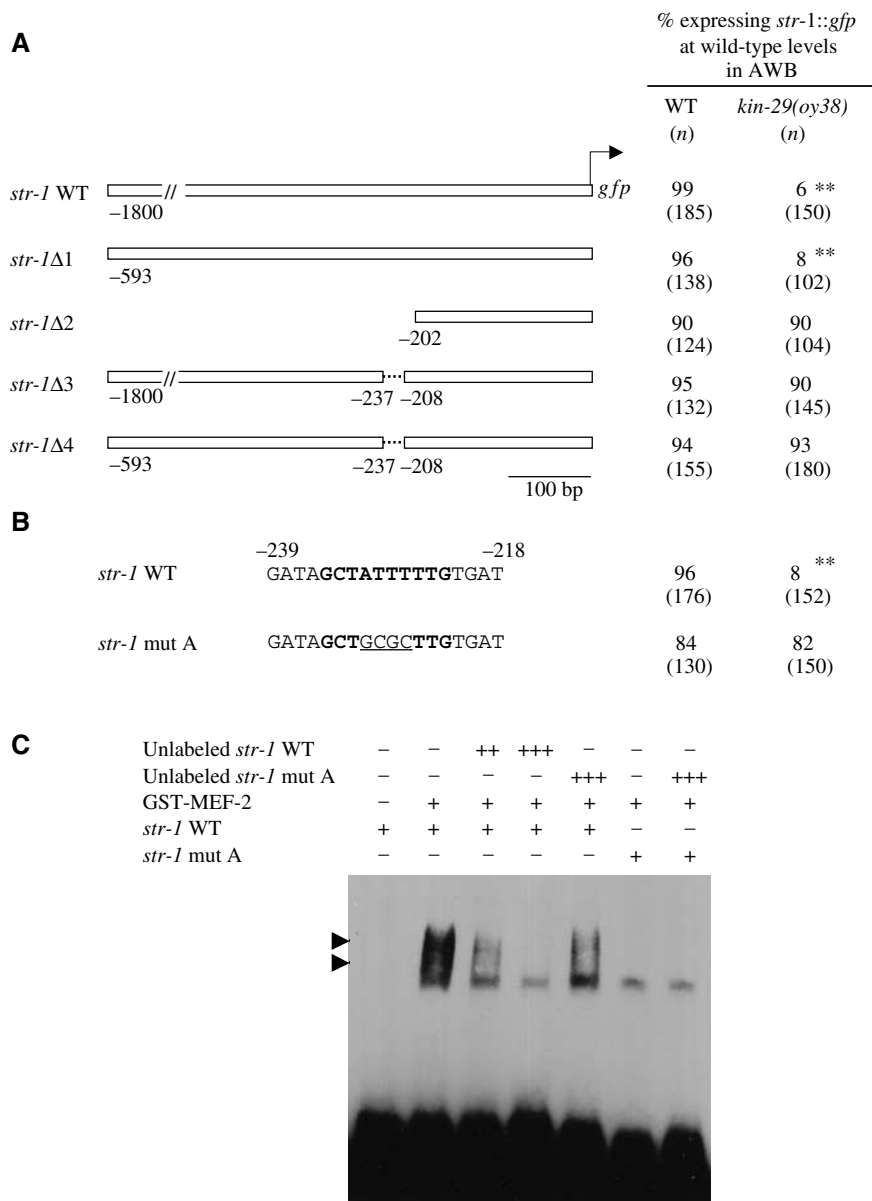 A
% expressing str-1::gfp
at wild-type levels
in AWB
WT kin-29(oy38)
(n) (n)
str-1 WT –1800 // gfp 99 6 **
(185) (150)
str-1Δ1 –593 96 8 **
(138) (102)
str-1Δ2 –202 90 90
(124) (104)
str-1Δ3 –1800 // –237 –208 95 90
(132) (145)
str-1Δ4 –593 –237 –208 94 93
(155) (180)
100 bp
B
–239 –218
str-1 WT GATAGCTATTTTTGTGAT 96 8 **
(176) (152)
str-1 mut A GATAGCTGCGCTTGTGAT 84 82
(130) (150)
C
Unlabeled str-1 WT – – ++ +++ – – –
Unlabeled str-1 mut A – – – – +++ – +++
GST-MEF-2 – + + + + + +
str-1 WT + + + + + – –
str-1 mut A – – – – – + +